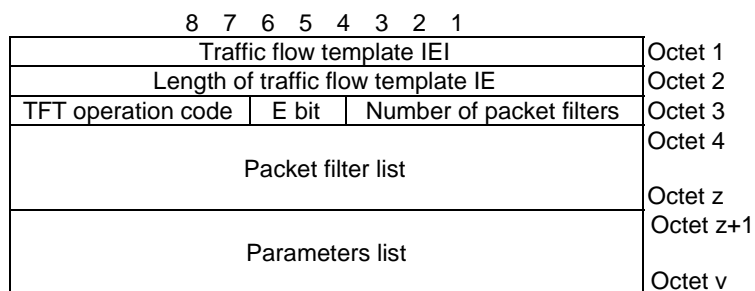 8 7 6 5 4 3 2 1
Traffic flow template IEI Octet 1
Length of traffic flow template IE Octet 2
TFT operation code E bit Number of packet filters Octet 3
Octet 4
Packet filter list
Octet z
Octet z+1
Parameters list
Octet v